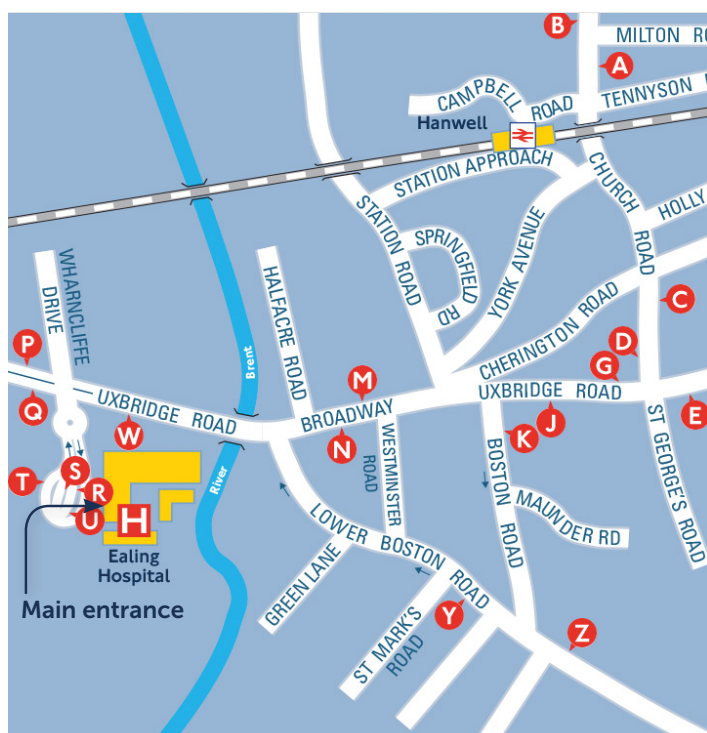 B
MILTON RO
A
CAMPBELL
ROAD
TENNYSON
Hanwell
STATION APPROACH
CHURCH
ROAD
HOLLY
STATION ROAD
SPRINGFIELD
RD
YORK AVENUE
WHARNCLIFFE
DRIVE
HALFACRE ROAD
CHERINGTON ROAD
C
D
G
P
Q
Brent
M
UXBRIDGE ROAD
E
UXBRIDGE ROAD
W
BROADWAY
N
J
K
WESTMINSTER
ROAD
BOSTON ROAD
ST GEORGE'S ROAD
T
S
R
U
H
River
MAUNDER RD
LOWER BOSTON ROAD
Ealing
Hospital
GREEN LANE
Main entrance
ST MARK'S
ROAD
Y
Z